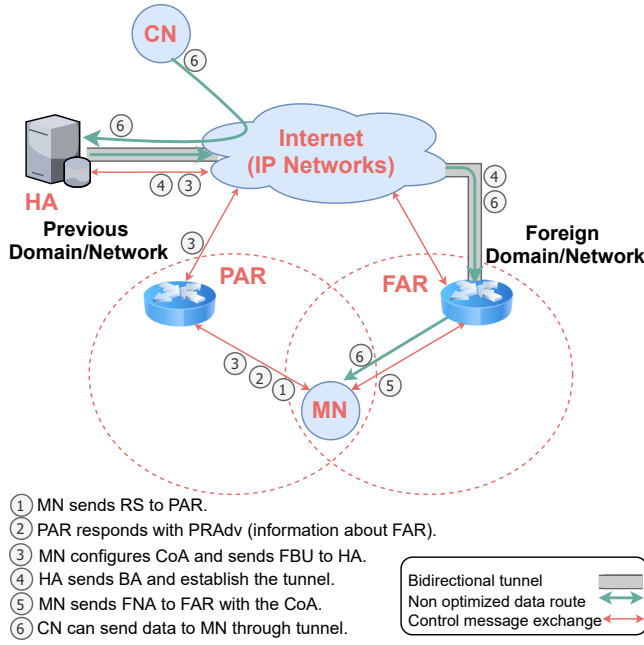 CN
6
6
Internet
(IP Networks)
HA
4 3
4
6
Previous
Domain/Network
Foreign
Domain/Network
3
PAR
FAR
3
2
1
6
5
MN
1 MN sends RS to PAR.
2 PAR responds with PRAdv (information about FAR).
3 MN configures CoA and sends FBU to HA.
4 HA sends BA and establish the tunnel.
5 MN sends FNA to FAR with the CoA.
6 CN can send data to MN through tunnel.
Bidirectional tunnel
Non optimized data route
Control message exchange